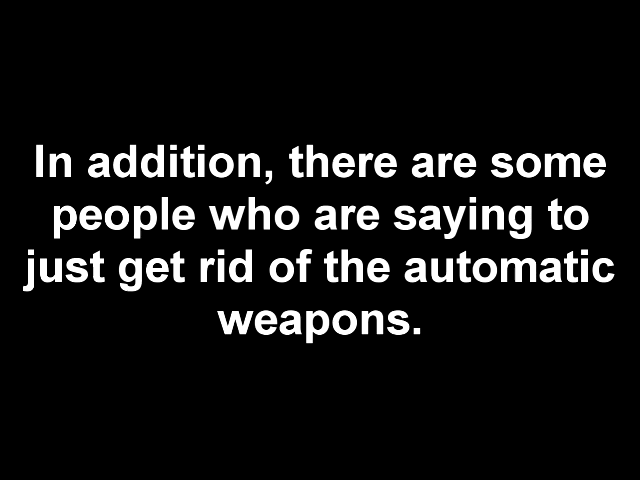 In addition, there are some
people who are saying to
just get rid of the automatic
weapons.